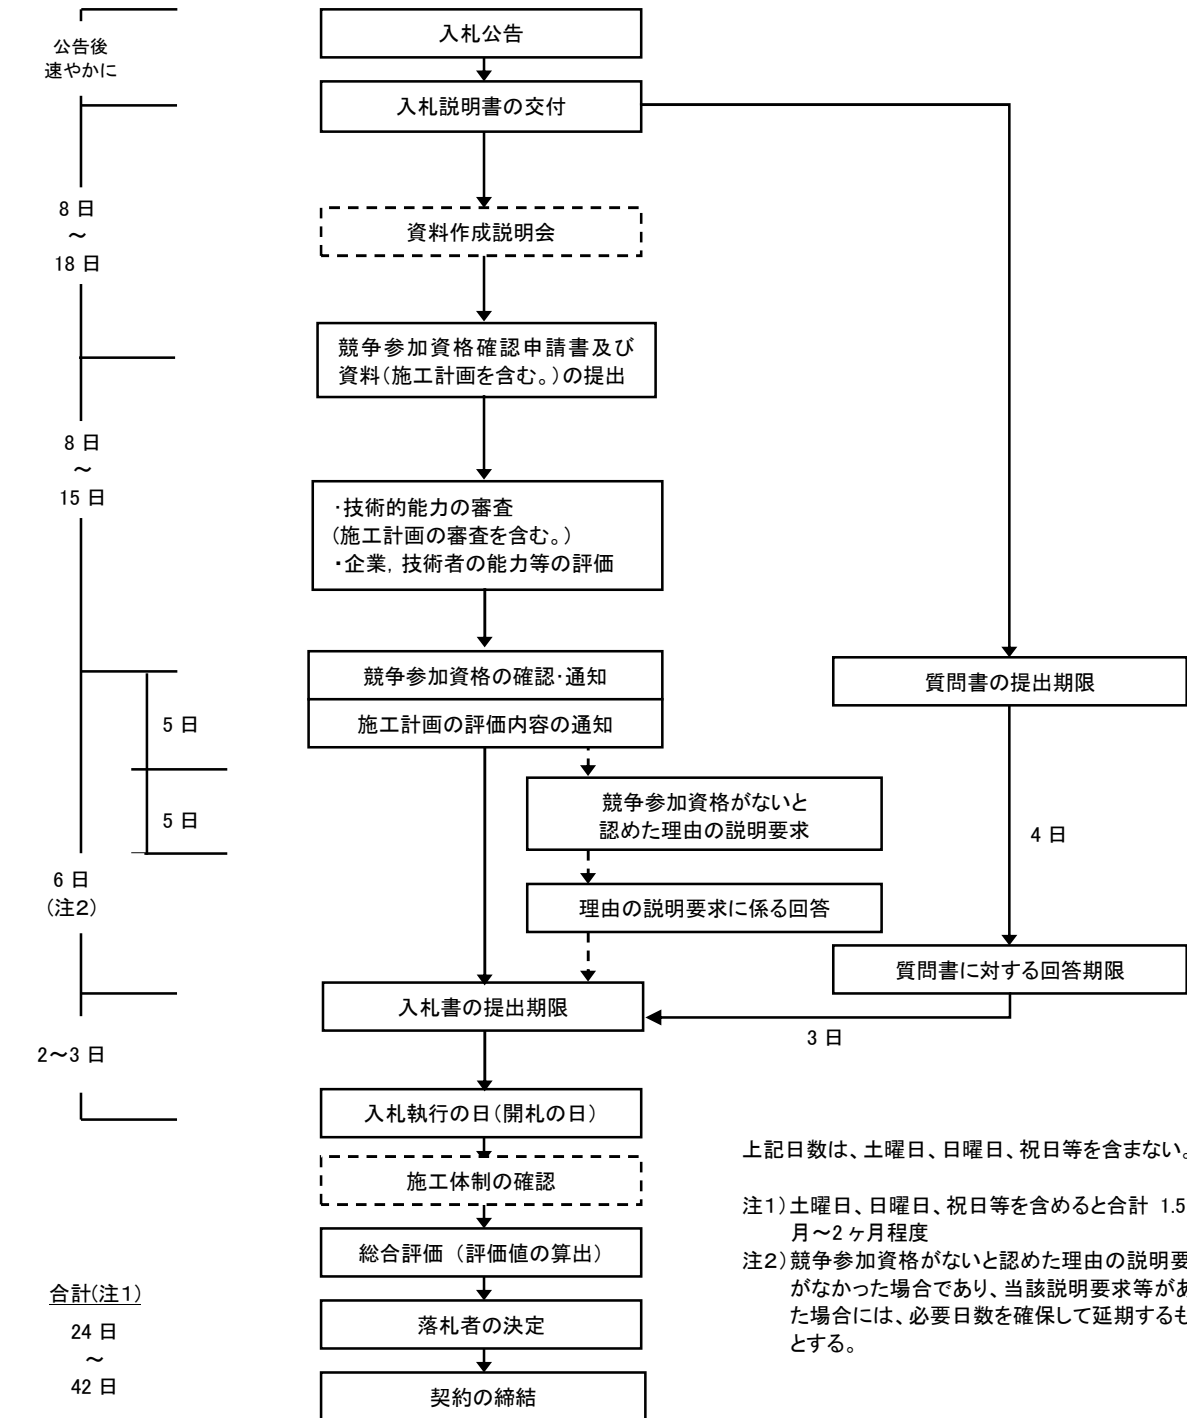 公告後
速やかに
8 日
～
18 日
8 日
～
15 日
5 日
5 日
6 日
(注2)
2～3 日
合計(注1)
24 日
～
42 日
入札公告
入札説明書の交付
資料作成説明会
競争参加資格確認申請書及び
資料(施工計画を含む。)の提出
・技術的能力の審査
(施工計画の審査を含む。)
・企業，技術者の能力等の評価
競争参加資格の確認・通知
施工計画の評価内容の通知
競争参加資格がないと
認めた理由の説明要求
理由の説明要求に係る回答
入札書の提出期限
入札執行の日(開札の日)
施工体制の確認
総合評価（評価値の算出）
落札者の決定
契約の締結
質問書の提出期限
4 日
質問書に対する回答期限
3 日
上記日数は、土曜日、日曜日、祝日等を含まない。
注1)土曜日、日曜日、祝日等を含めると合計 1.5
月～2 ヶ月程度
注2)競争参加資格がないと認めた理由の説明要
がなかった場合であり、当該説明要求等があ
た場合には、必要日数を確保して延期するも
とする。